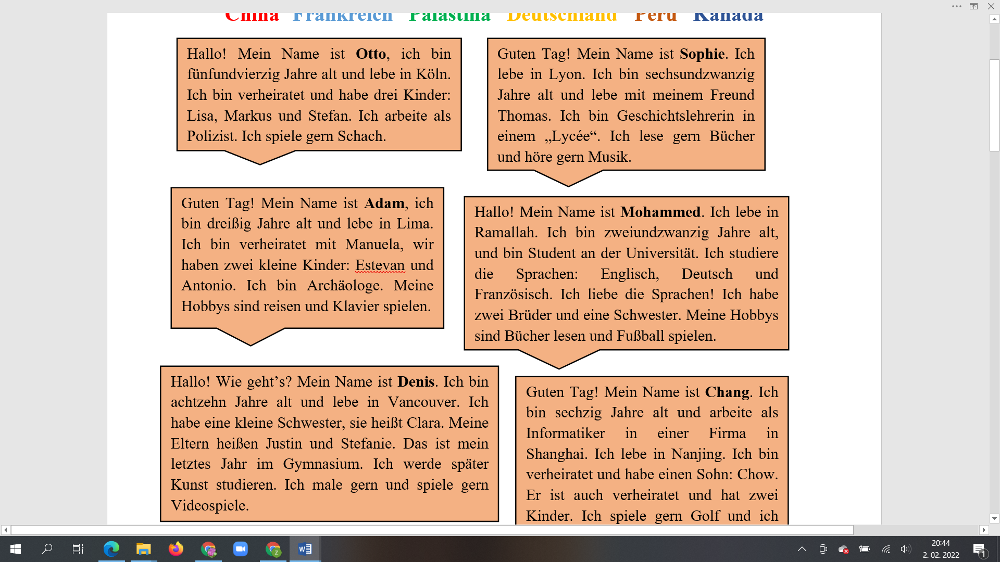 China Frankreich Palästina Deutschland Peru Kanada
Hallo! Mein Name ist Otto, ich bin
fünfundvierzig Jahre alt und lebe in Köln.
Ich bin verheiratet und habe drei Kinder:
Lisa, Markus und Stefan. Ich arbeite als
Polizist. Ich spiele gern Schach.
Guten Tag! Mein Name ist Sophie. Ich
lebe in Lyon. Ich bin sechsundzwanzig
Jahre alt und lebe mit meinem Freund
Thomas. Ich bin Geschichtslehrerin in
einem „Lycée“. Ich lese gern Bücher
und höre gern Musik.
Guten Tag! Mein Name ist Adam, ich
bin dreißig Jahre alt und lebe in Lima.
Ich bin verheiratet mit Manuela, wir
haben zwei kleine Kinder: Estevan und
Antonio. Ich bin Archäologe. Meine
Hobbys sind reisen und Klavier spielen.
Hallo! Mein Name ist Mohammed. Ich lebe in
Ramallah. Ich bin zweiundzwanzig Jahre alt,
und bin Student an der Universität. Ich studiere
die Sprachen: Englisch, Deutsch und
Französisch. Ich liebe die Sprachen! Ich habe
zwei Brüder und eine Schwester. Meine Hobbys
sind Bücher lesen und Fußball spielen.
Hallo! Wie geht’s? Mein Name ist Denis. Ich bin
achtzehn Jahre alt und lebe in Vancouver. Ich
habe eine kleine Schwester, sie heißt Clara. Meine
Eltern heißen Justin und Stefanie. Das ist mein
letztes Jahr im Gymnasium. Ich werde später
Kunst studieren. Ich male gern und spiele gern
Videospiele.
Guten Tag! Mein Name ist Chang. Ich
bin sechzig Jahre alt und arbeite als
Informatiker in einer Firma in
Shanghai. Ich lebe in Nanjing. Ich bin
verheiratet und habe einen Sohn: Chow.
Er ist auch verheiratet und hat zwei
Kinder. Ich spiele gern Golf und ich
20:44
2. 02. 2022
1